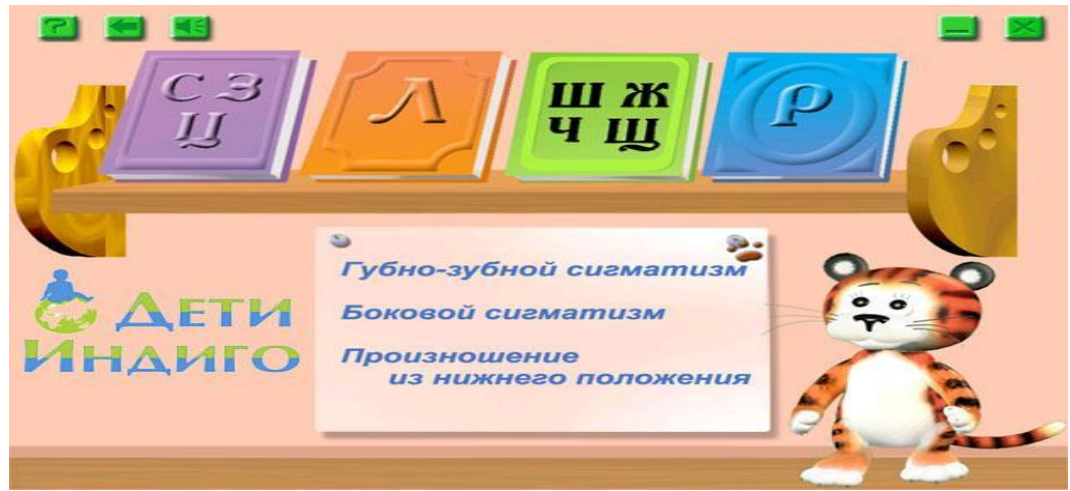 ?
С З
Ц
Л
Ш Ж
Ч Щ
Р
Губно-зубной сигматизм
Боковой сигматизм
Произношение
из нижнего положения
Дети
Индиго